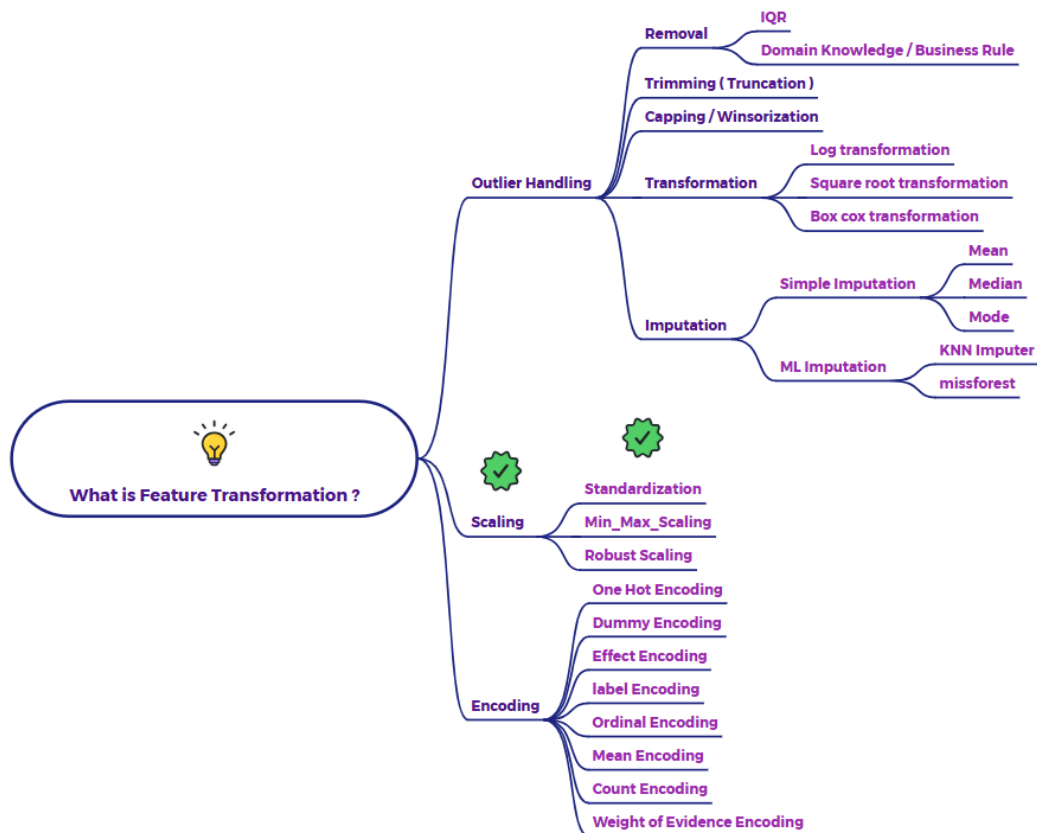 What is Feature Transformation ?
Outlier Handling
Removal
IQR
Domain Knowledge / Business Rule
Trimming ( Truncation )
Capping / Winsorization
Transformation
Log transformation
Square root transformation
Box cox transformation
Imputation
Simple Imputation
Mean
Median
Mode
ML Imputation
KNN Imputer
missforest
Scaling
Standardization
Min_Max_Scaling
Robust Scaling
Encoding
One Hot Encoding
Dummy Encoding
Effect Encoding
label Encoding
Ordinal Encoding
Mean Encoding
Count Encoding
Weight of Evidence Encoding